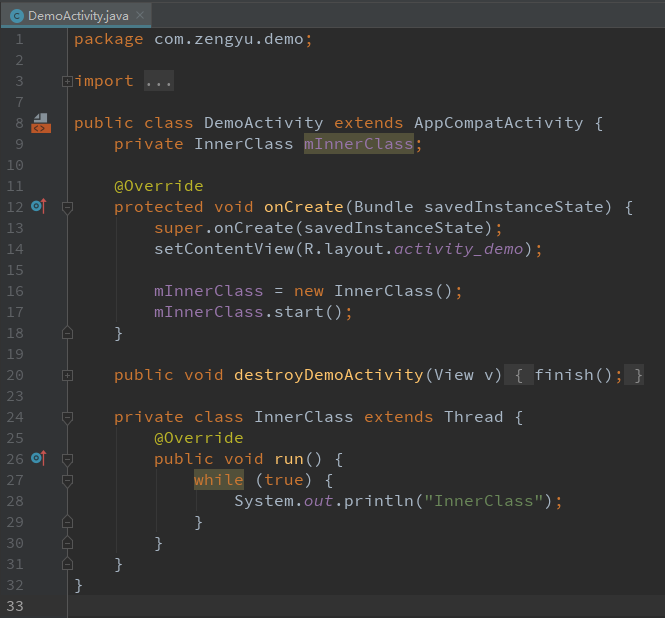 DemoActivity.java
1 package com.zengyu.demo;
2
3 import ...
7
8 public class DemoActivity extends AppCompatActivity {
9     private InnerClass mInnerClass;
10
11     @Override
12     protected void onCreate(Bundle savedInstanceState) {
13         super.onCreate(savedInstanceState);
14         setContentView(R.layout.activity_demo);
15
16         mInnerClass = new InnerClass();
17         mInnerClass.start();
18     }
19
20     public void destroyDemoActivity(View v) { finish(); }
23
24     private class InnerClass extends Thread {
25         @Override
26         public void run() {
27             while (true) {
28                 System.out.println("InnerClass");
29             }
30         }
31     }
32 }
33